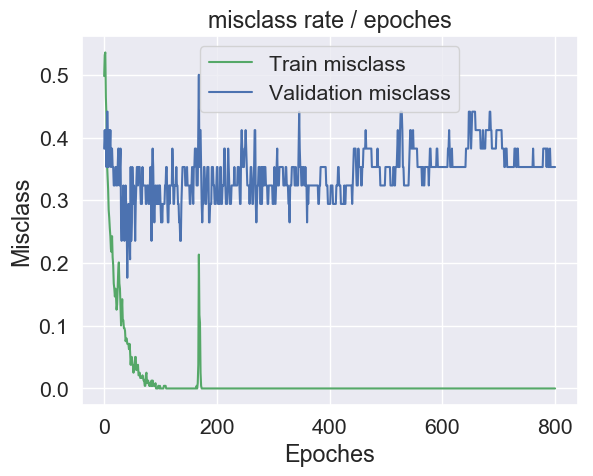 misclass rate / epoches
Train misclass
Validation misclass
0.5
0.4
0.3
0.2
0.1
0.0
Misclass
0 200 400 600 800
Epoches